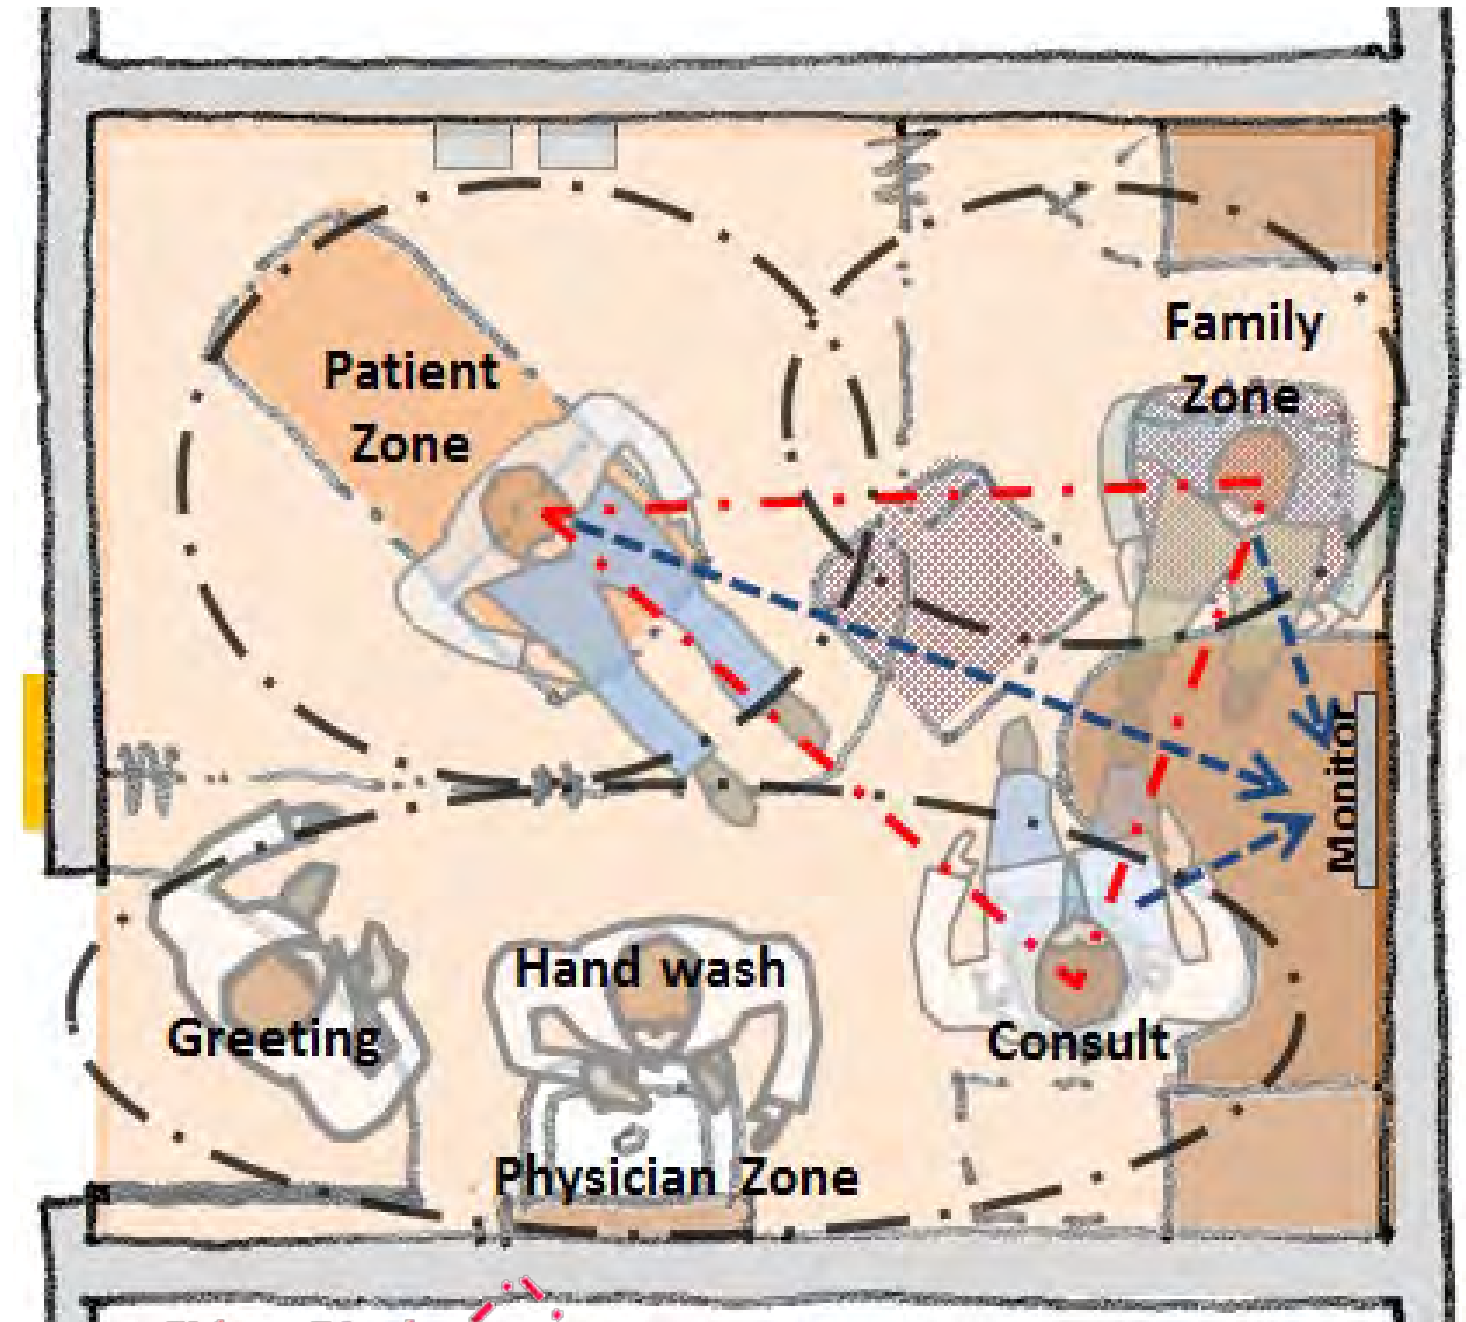 Family
Zone
Patient
Zone
Monitor
Hand wash
Greeting
Consult
Physician Zone